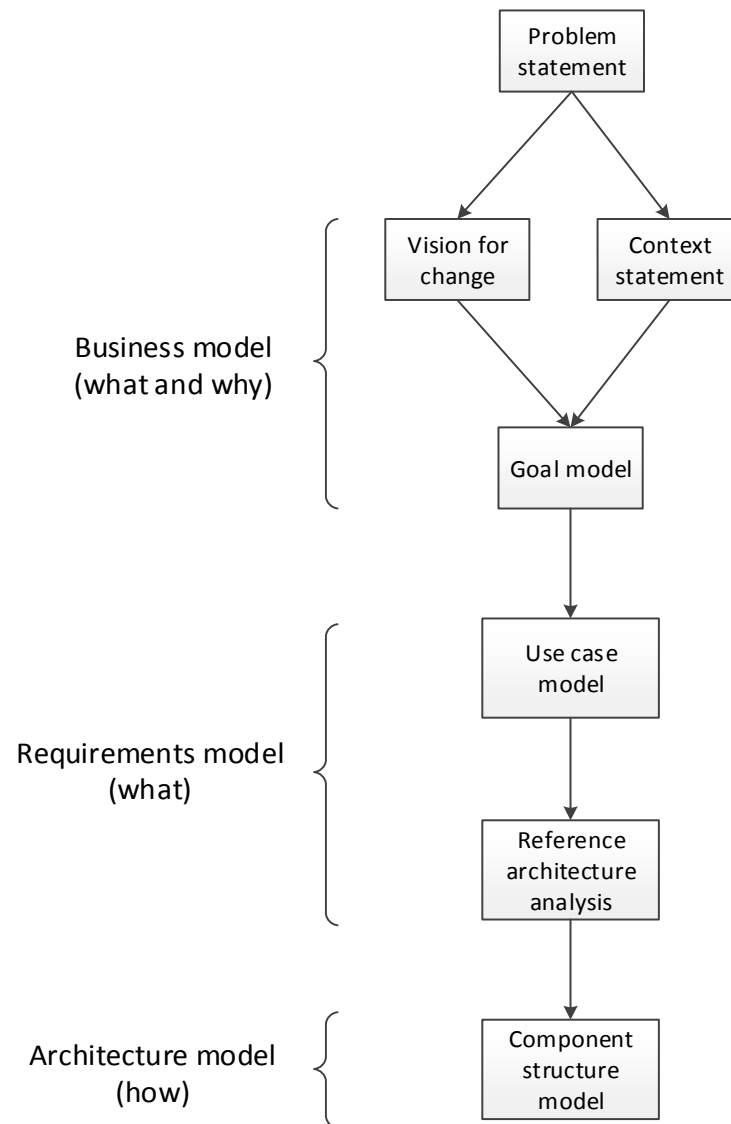 Problem
statement
Vision for
change
Context
statement
Business model
(what and why)
Goal model
Use case
model
Requirements model
(what)
Reference
architecture
analysis
Architecture model
(how)
Component
structure
model